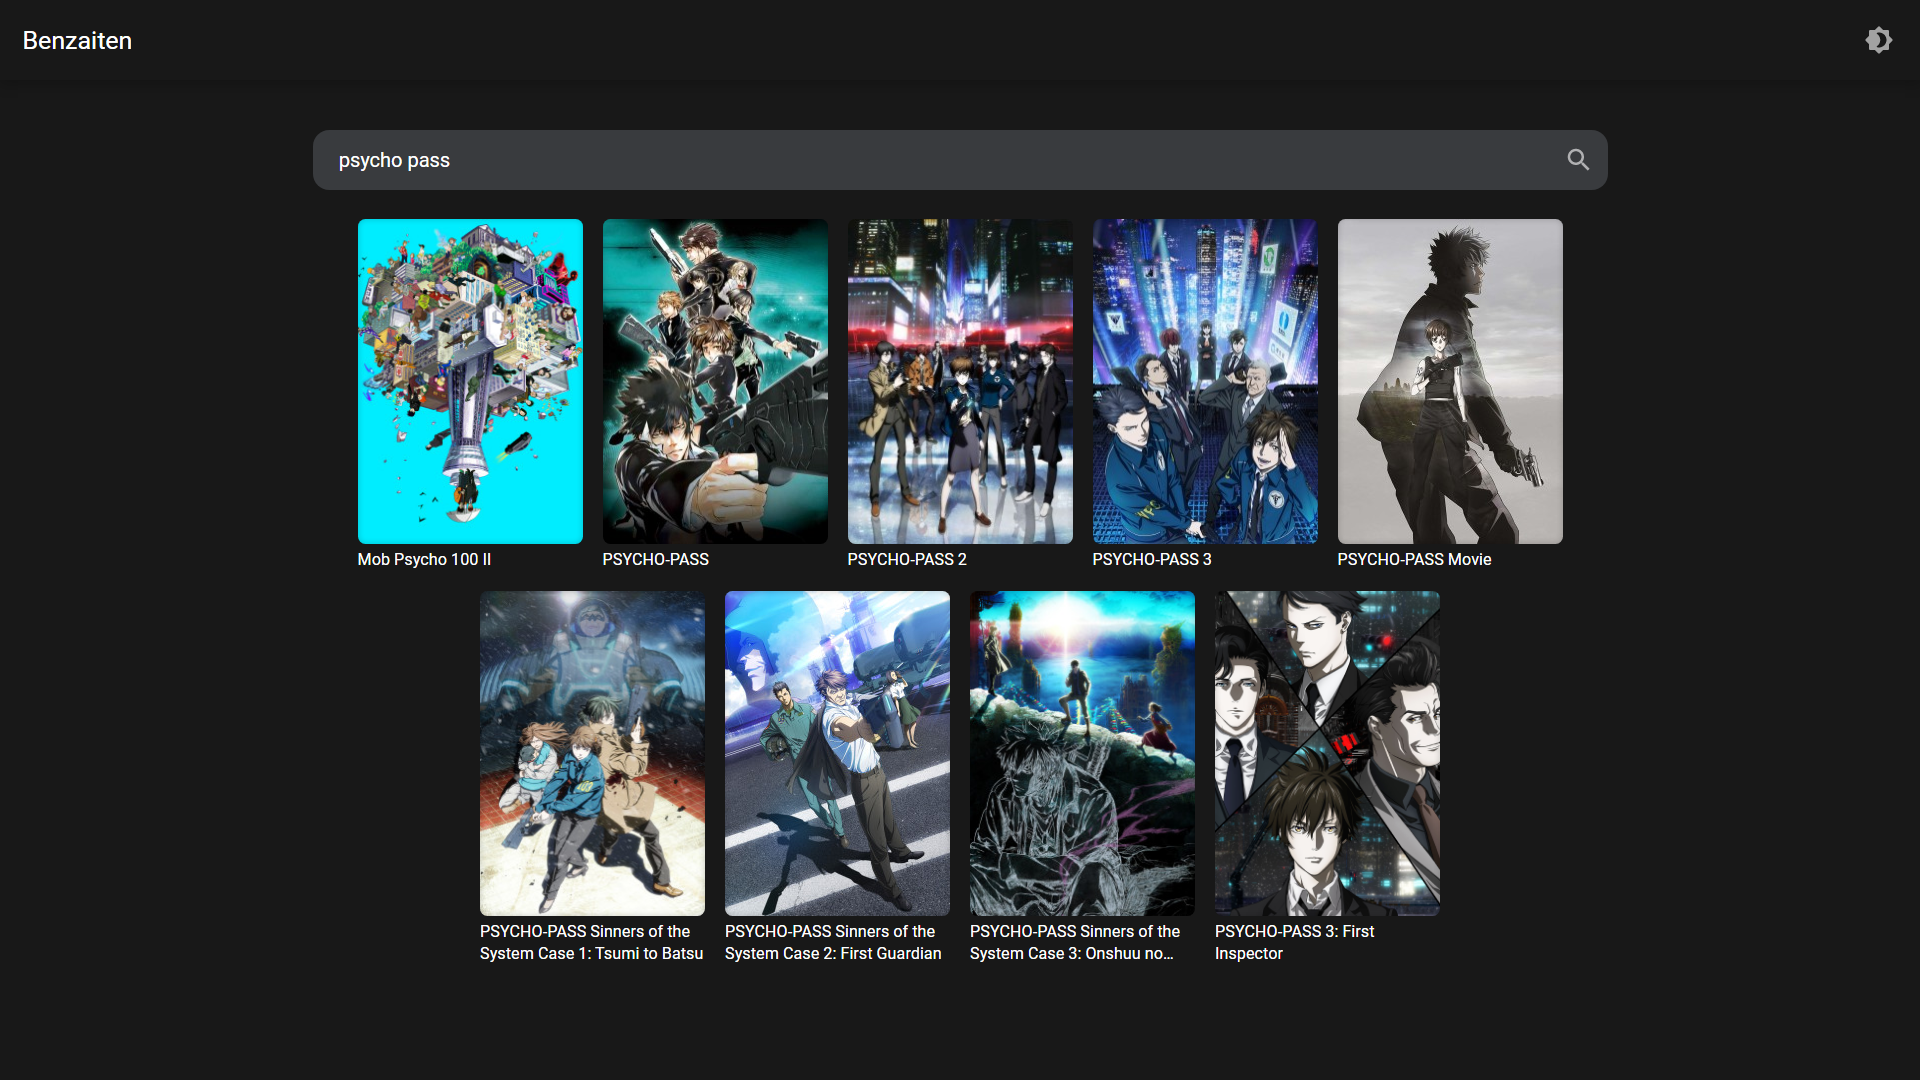 Benzaiten
psycho pass
Mob Psycho 100 II
PSYCHO-PASS
PSYCHO-PASS 2
PSYCHO-PASS 3
PSYCHO-PASS Movie
PSYCHO-PASS Sinners of the
System Case 1: Tsumi to Batsu
PSYCHO-PASS Sinners of the
System Case 2: First Guardian
PSYCHO-PASS Sinners of the
System Case 3: Onshuu no...
PSYCHO-PASS 3: First
Inspector